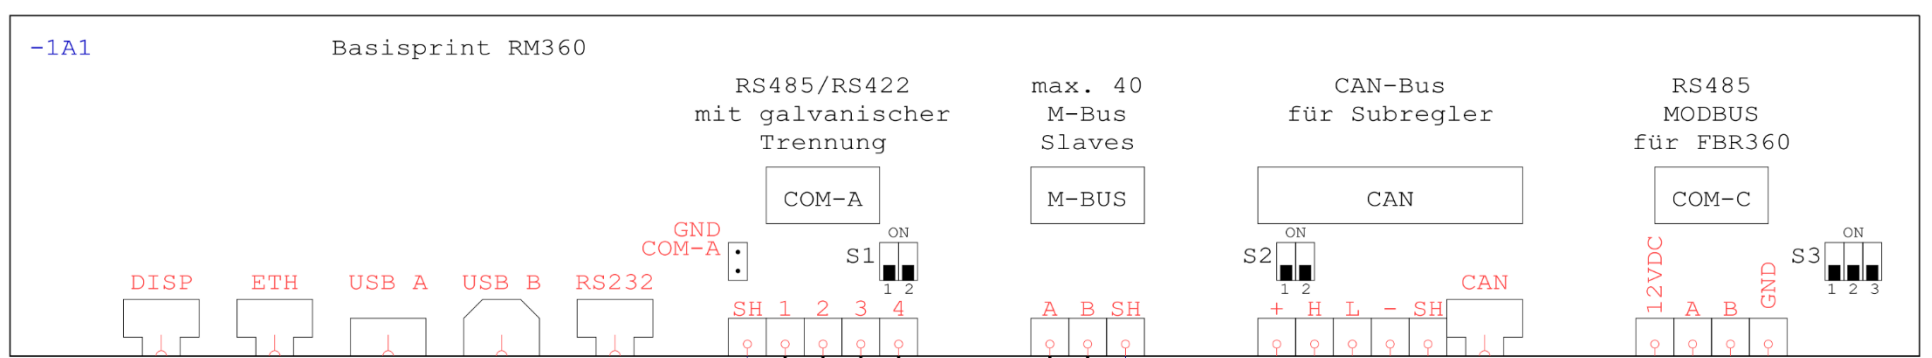 -1A1 Basisprint RM360
RS485/RS422
mit galvanischer
Trennung
max. 40
M-Bus
Slaves
CAN-Bus
für Subregler
RS485
MODBUS
für FBR360
COM-A
M-BUS
CAN
COM-C
GND
COM-A
S1
ON
1 2
S2
ON
1 2
S3
ON
1 2 3
DISP
ETH
USB A
USB B
RS232
SH 1 2 3 4
A B SH
+ H L - SH
CAN
12VDC A B GND